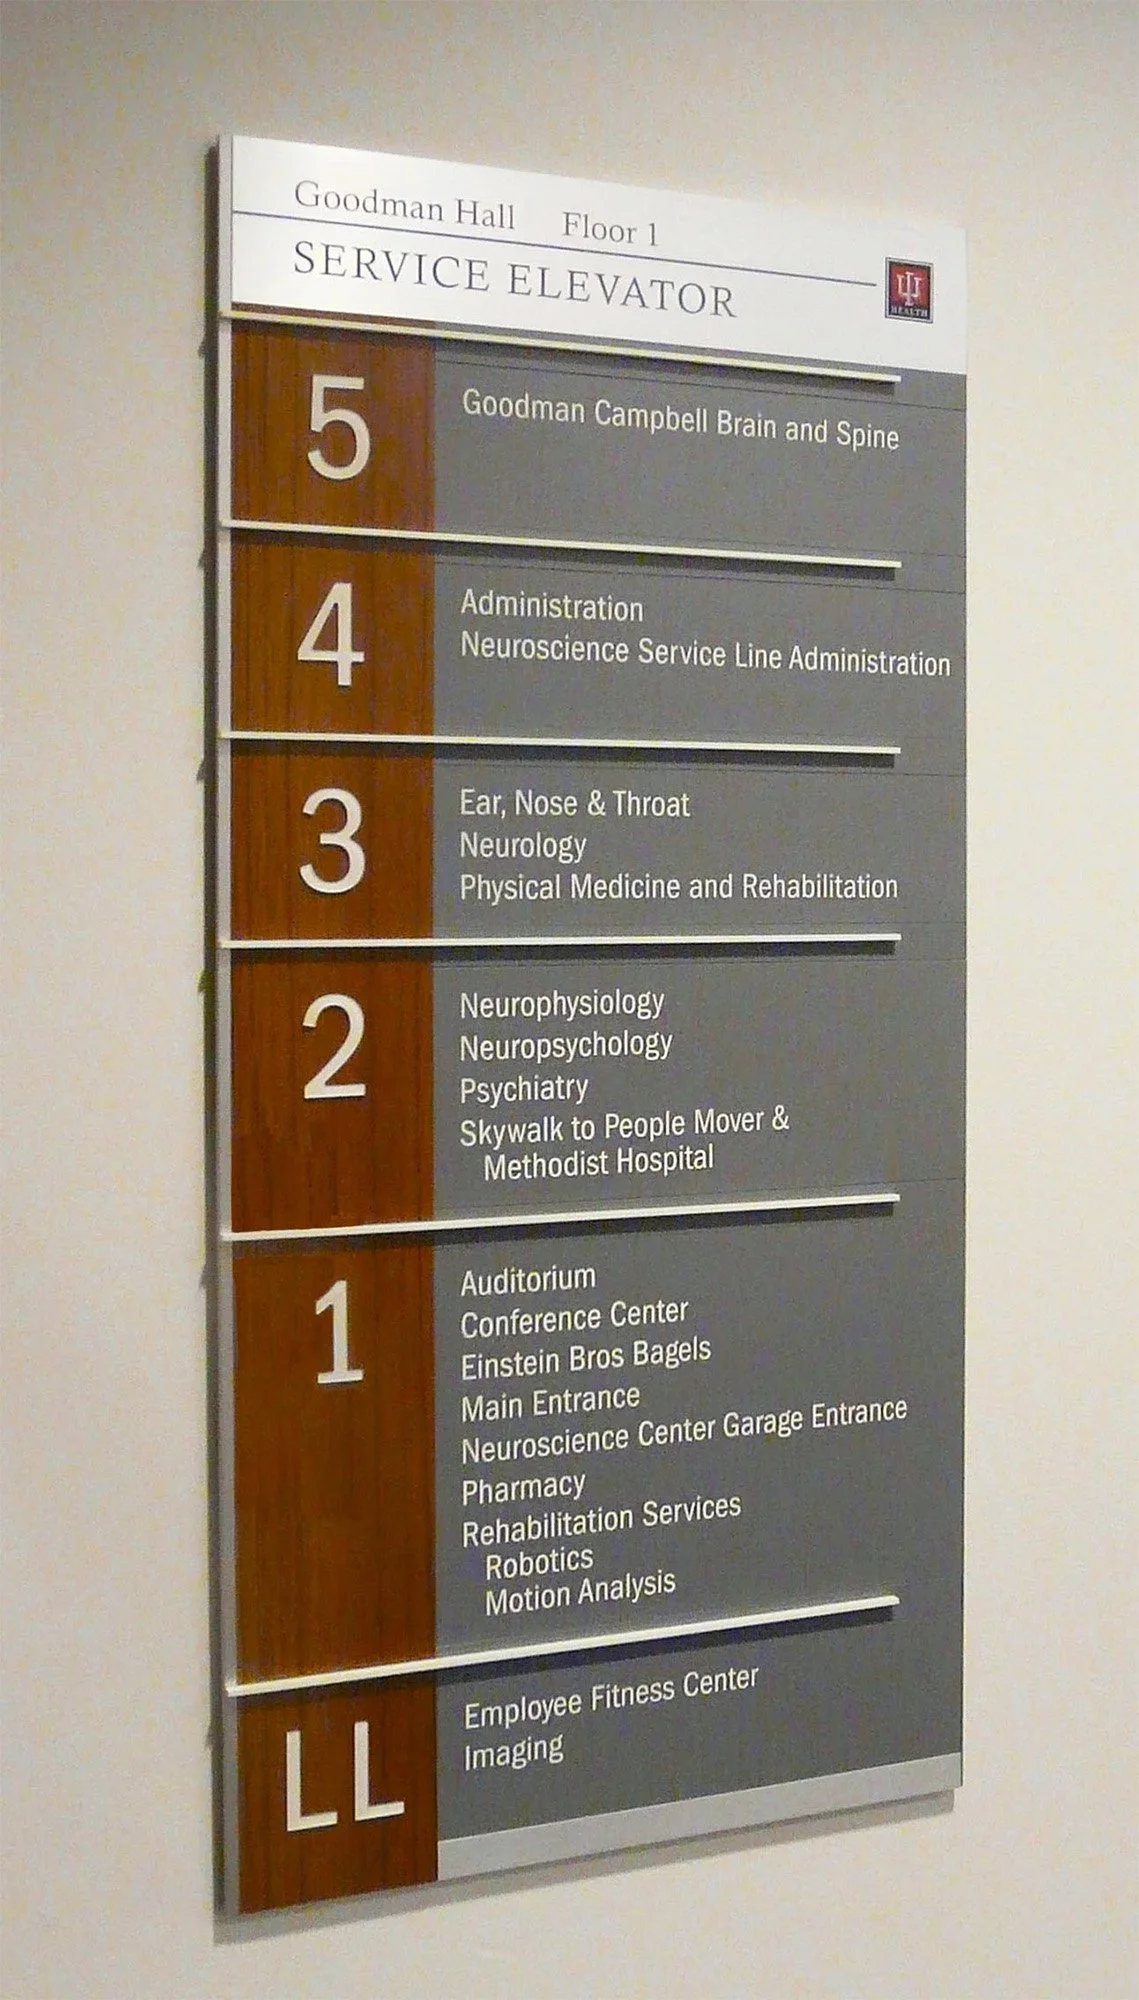 Goodman Hall Floor 1
SERVICE ELEVATOR
HEALTH
5
Goodman Campbell Brain and Spine
4
Administration
Neuroscience Service Line Administration
3
Ear, Nose & Throat
Neurology
Physical Medicine and Rehabilitation
2
Neurophysiology
Neuropsychology
Psychiatry
Skywalk to People Mover &
Methodist Hospital
1
Auditorium
Conference Center
Einstein Bros Bagels
Main Entrance
Neuroscience Center Garage Entrance
Pharmacy
Rehabilitation Services
Robotics
Motion Analysis
LL
Employee Fitness Center
Imaging